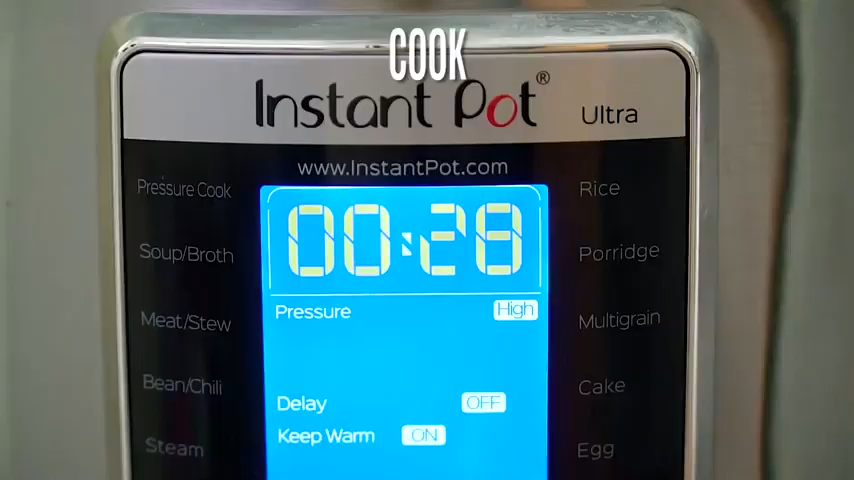 COOK
Instant Pot® Ultra
www.InstantPot.com
Pressure Cook
Soup/Broth
Meat/Stew
Bean/Chili
Steam
00:28
Pressure High
Delay OFF
Keep Warm ON
Rice
Porridge
Multigrain
Cake
Egg